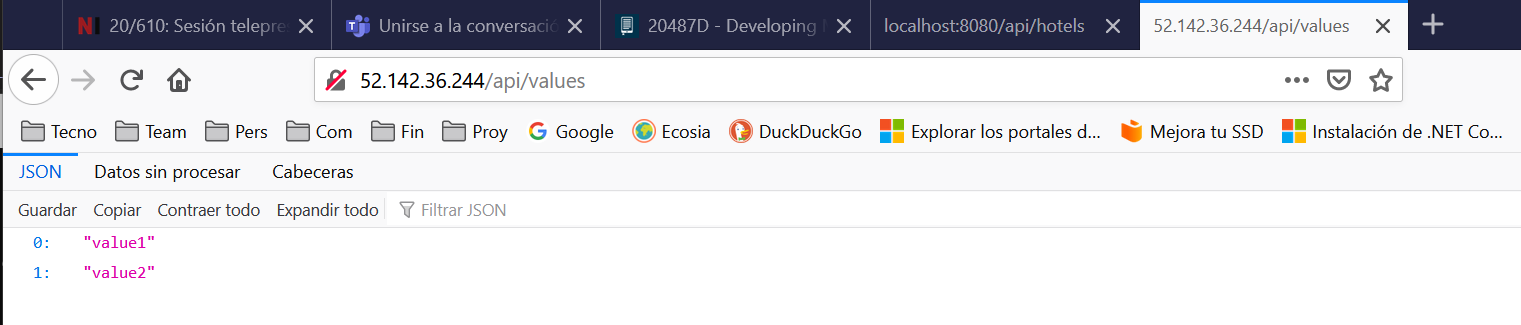 NI 20/610: Sesión telepres
Unirse a la conversació
20487D - Developing M
localhost:8080/api/hotels
52.142.36.244/api/values
52.142.36.244/api/values
Tecno Team Pers Com Fin Proy Google Ecosia DuckDuckGo Explorar los portales d... Mejora tu SSD Instalación de .NET Co...
JSON Datos sin procesar Cabeceras
Guardar Copiar Contraer todo Expandir todo Filtrar JSON
0: "value1"
1: "value2"